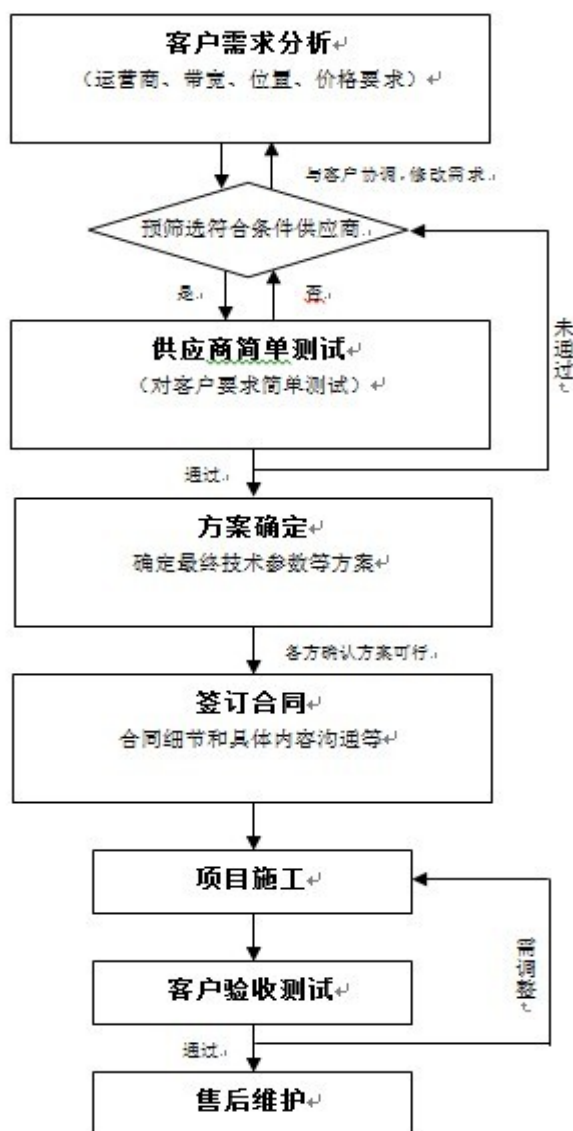 客户需求分析
（运营商、带宽、位置、价格要求）
与客户协调，修改需求
预筛选符合条件供应商
是
否
供应商简单测试
（对客户要求简单测试）
未通过
通过
方案确定
确定最终技术参数等方案
各方确认方案可行
签订合同
合同细节和具体内容沟通等
项目施工
需调整
客户验收测试
通过
售后维护